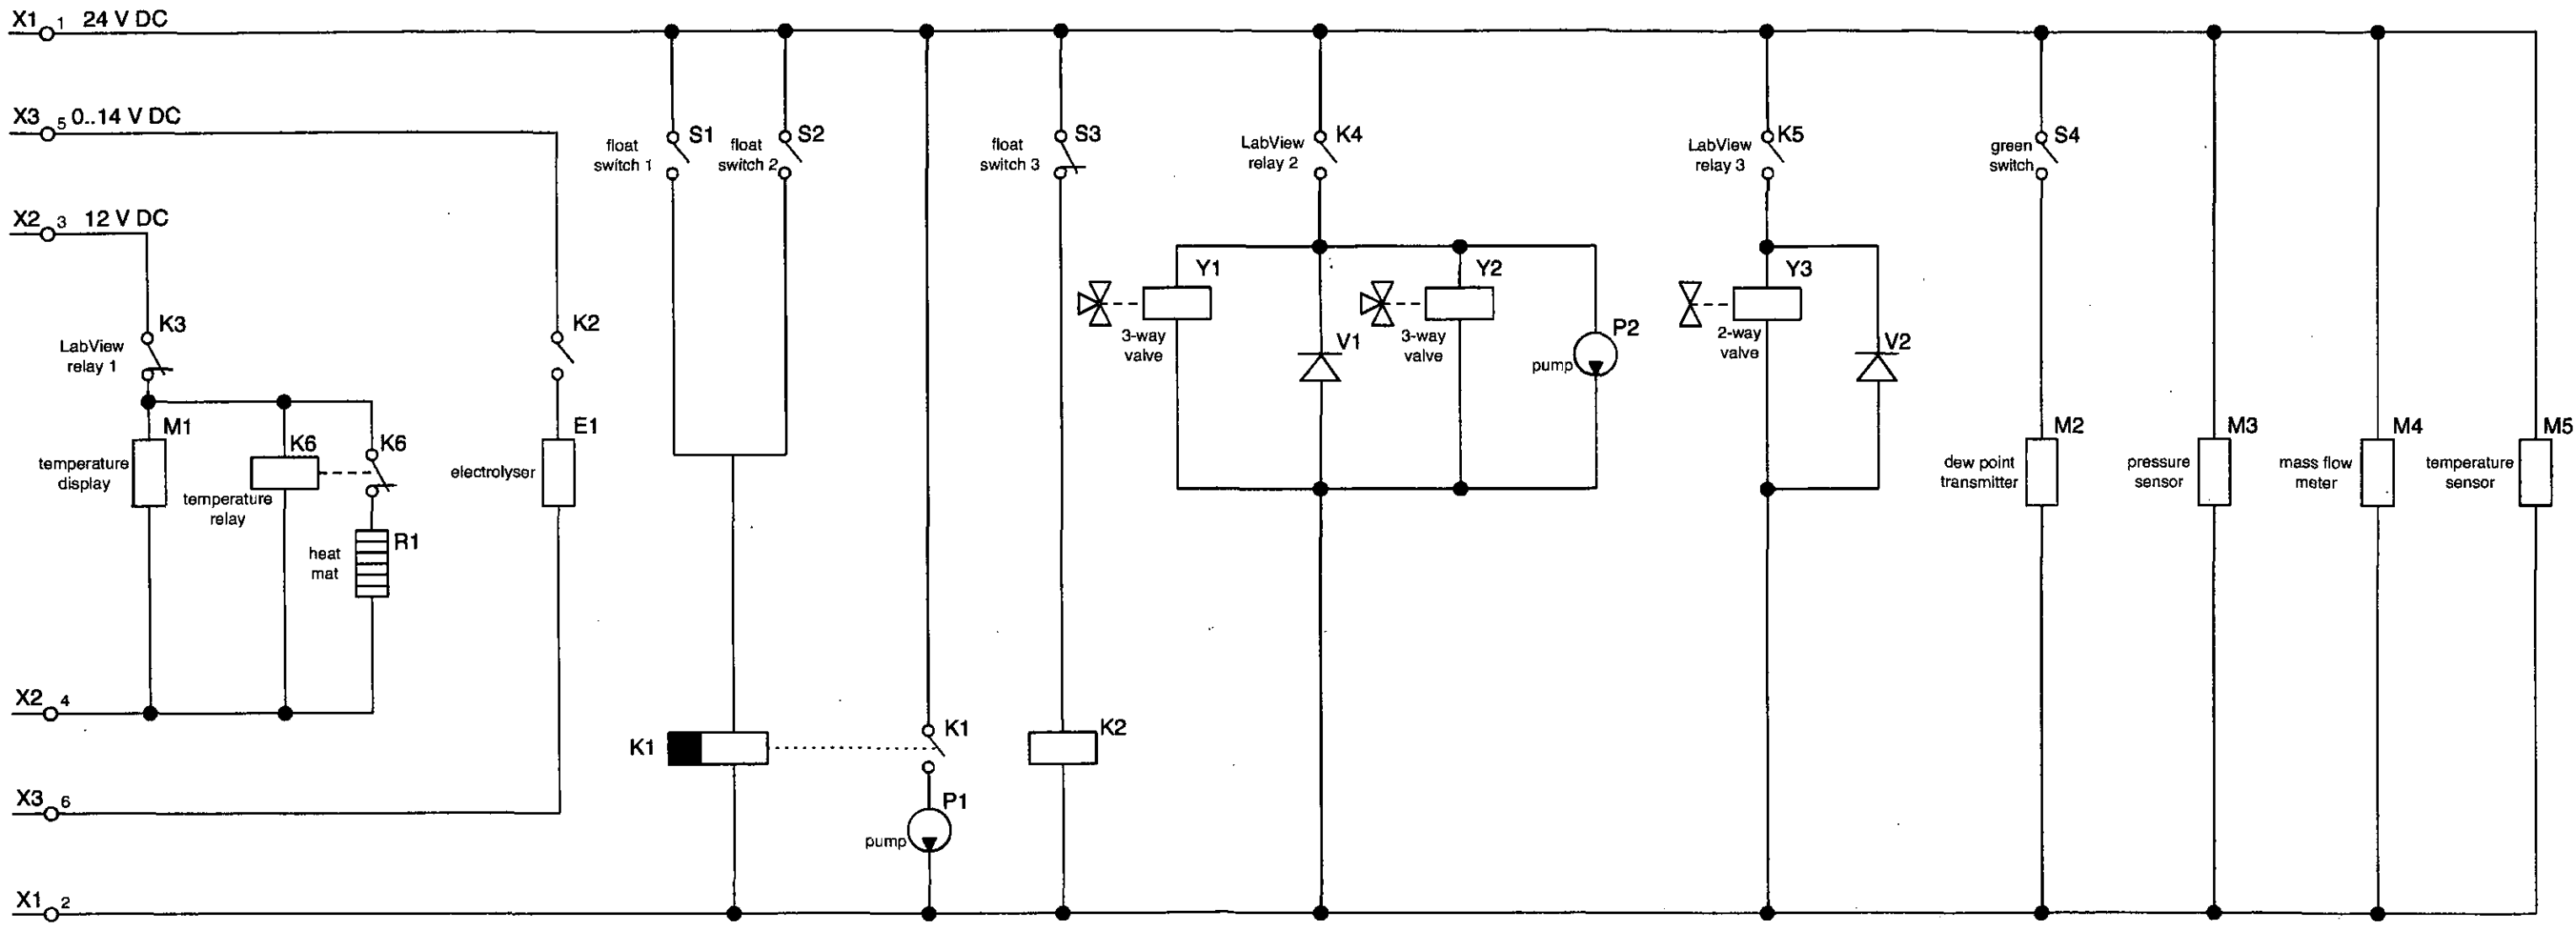 X1 1 24 V DC
X3 5 0..14 V DC
X2 3 12 V DC
K3
LabView
relay 1
M1
temperature
display
K6
temperature
relay
K6
R1
heat
mat
K2
E1
electrolyser
X2 4
X3 6
X1 2
S1
float
switch 1
S2
float
switch 2
K1
K1
P1
pump
S3
float
switch 3
K2
K4
LabView
relay 2
Y1
3-way
valve
V1
Y2
3-way
valve
P2
pump
K5
LabView
relay 3
Y3
2-way
valve
V2
S4
green
switch
M2
dew point
transmitter
M3
pressure
sensor
M4
mass flow
meter
M5
temperature
sensor